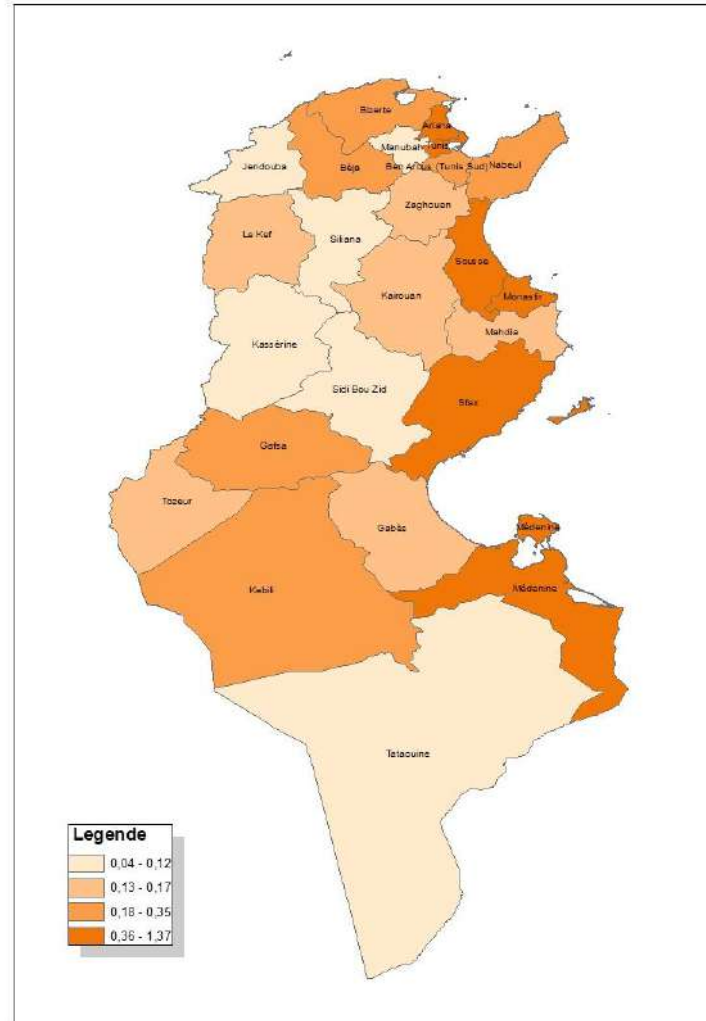 Bizerte
Ariana
Manubah
Tunis
Jendouba
Béja
Ben Arous (Tunis Sud)
Nabeul
Zaghouan
Le Kef
Siliana
Sousse
Kairouan
Monastir
Mahdia
Kassérine
Sidi Bou Zid
Sfax
Gafsa
Tozeur
Gabès
Médenine
Kebili
Médenine
Tataouine
Legende
0,04 - 0,12
0,13 - 0,17
0,18 - 0,35
0,36 - 1,37